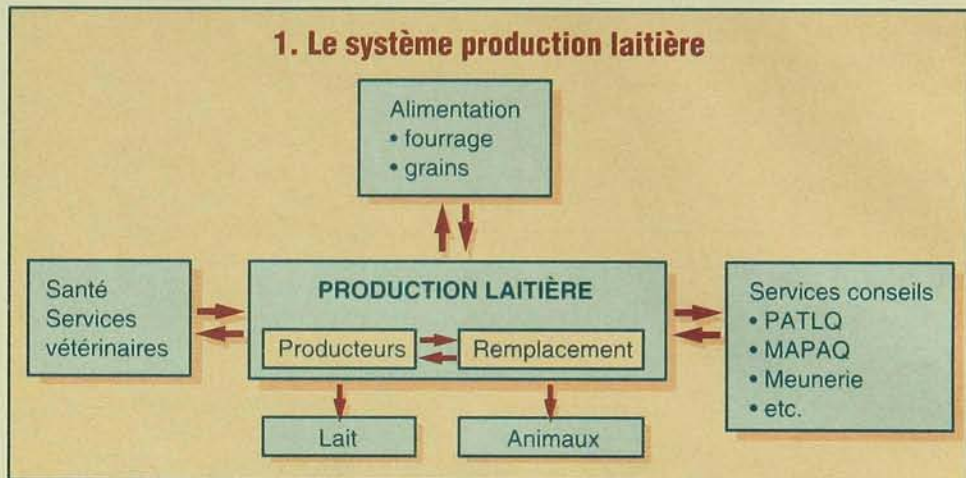 1. Le système production laitière
Alimentation
• fourrage
• grains
Santé
Services
vétérinaires
PRODUCTION LAITIÈRE
Producteurs
Remplacement
Services conseils
• PATLQ
• MAPAQ
• Meunerie
• etc.
Lait
Animaux